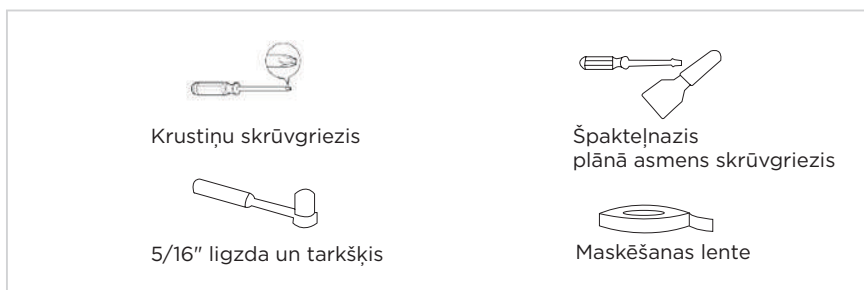 Krustiņu skrūvgriezis
Špakteļnazis
plānā asmens skrūvgriezis
5/16" ligzda un tarkšķis
Maskēšanas lente